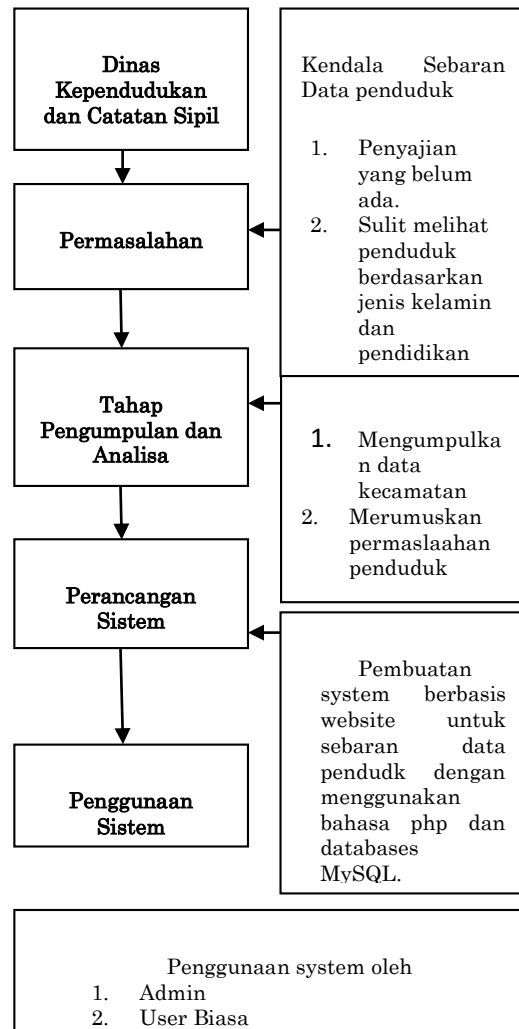 Dinas
Kependudukan
dan Catatan Sipil
Kendala Sebaran
Data penduduk
1. Penyajian
yang belum
ada.
2. Sulit melihat
penduduk
berdasarkan
jenis kelamin
dan
pendidikan
Permasalahan
Tahap
Pengumpulan dan
Analisa
1. Mengumpulka
n data
kecamatan
2. Merumuskan
permaslaahan
penduduk
Perancangan
Sistem
Pembuatan
system berbasis
website untuk
sebaran data
pendudk dengan
menggunakan
bahasa php dan
databases
MySQL.
Penggunaan
Sistem
Penggunaan system oleh
1. Admin
2. User Biasa